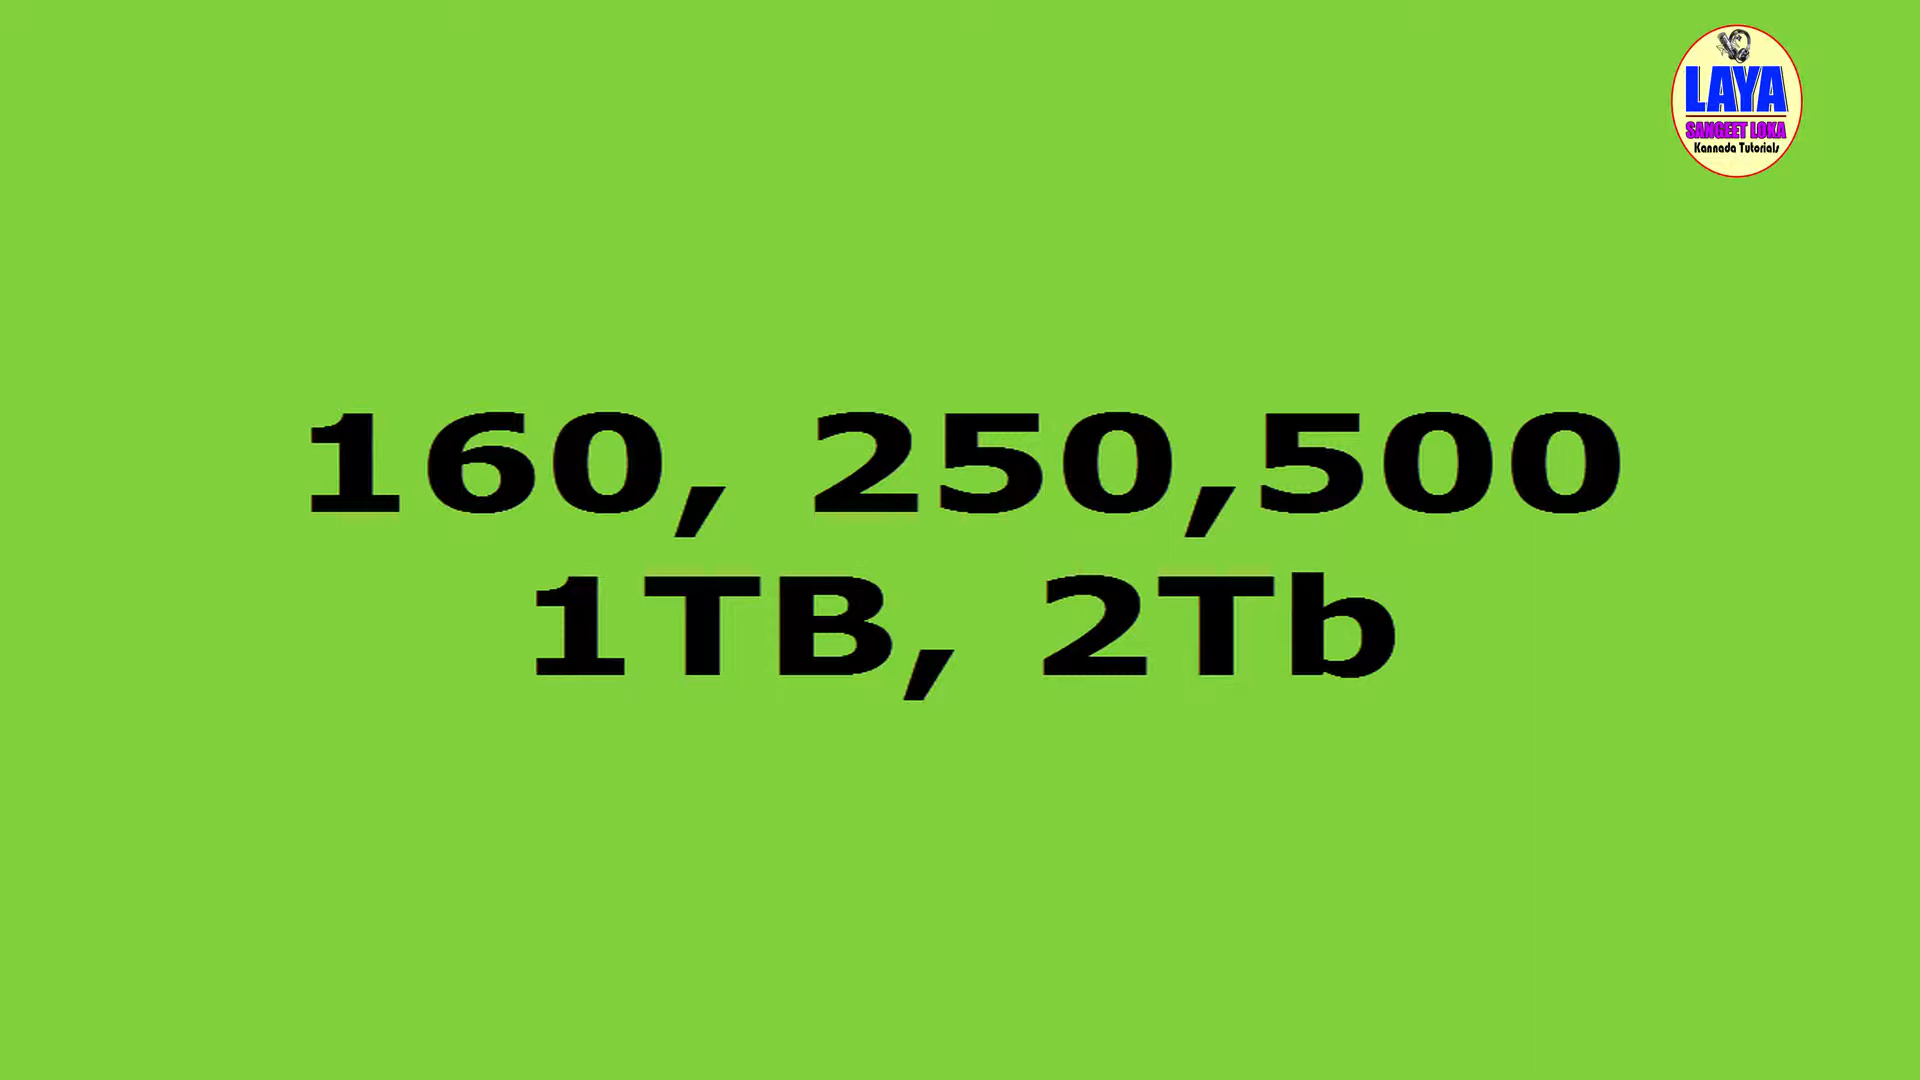 LAYA
SANGEET LOKA
Kannada Tutorials
160, 250,500
1TB, 2Tb